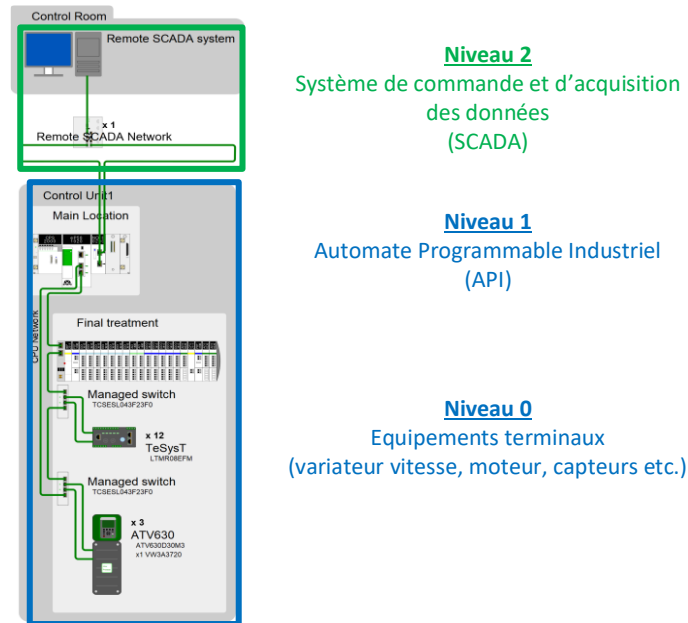 Control Room
Remote SCADA system
x 1
Remote SCADA Network
Control Unit1
Main Location
CPU Network
Final treatment
Managed switch
TCSESL043F23F0
x 12
TeSysT
LTMR08EFM
Managed switch
TCSESL043F23F0
x 3
ATV630
ATV630D30M3
x1 VW3A3720
Niveau 2
Système de commande et d’acquisition
des données
(SCADA)
Niveau 1
Automate Programmable Industriel
(API)
Niveau 0
Equipements terminaux
(variateur vitesse, moteur, capteurs etc.)